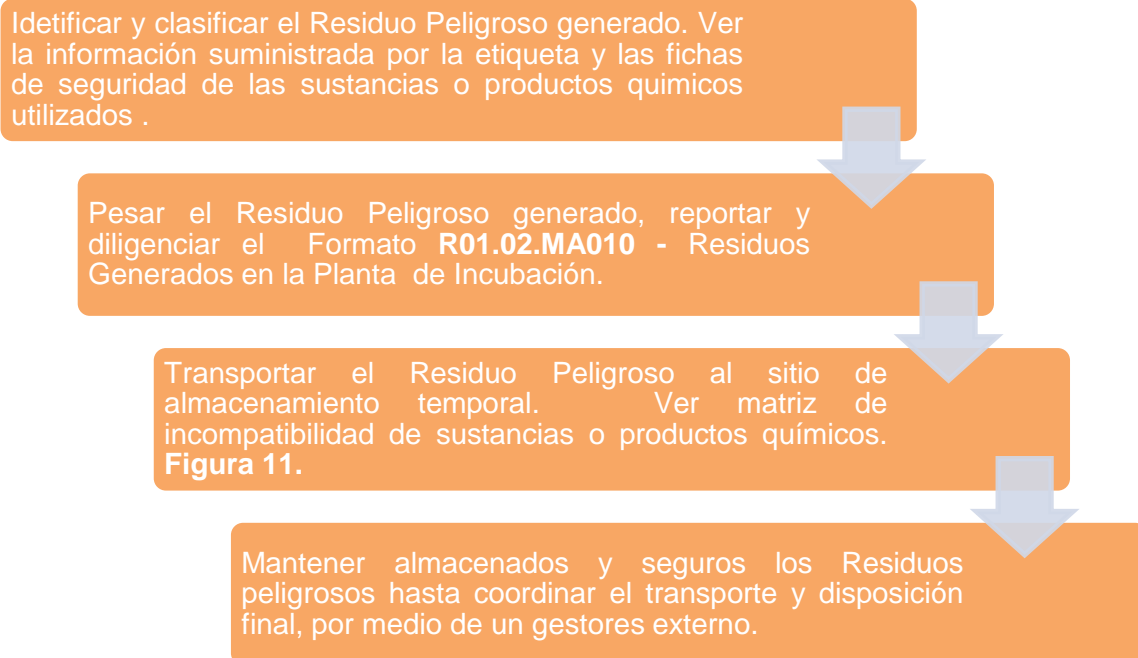 Idetificar y clasificar el Residuo Peligroso generado. Ver
la información suministrada por la etiqueta y las fichas
de seguridad de las sustancias o productos quimicos
utilizados .
Pesar el Residuo Peligroso generado, reportar y
diligenciar el Formato R01.02.MA010 - Residuos
Generados en la Planta de Incubación.
Transportar el Residuo Peligroso al sitio de
almacenamiento temporal. Ver matriz de
incompatibilidad de sustancias o productos químicos.
Figura 11.
Mantener almacenados y seguros los Residuos
peligrosos hasta coordinar el transporte y disposición
final, por medio de un gestores externo.